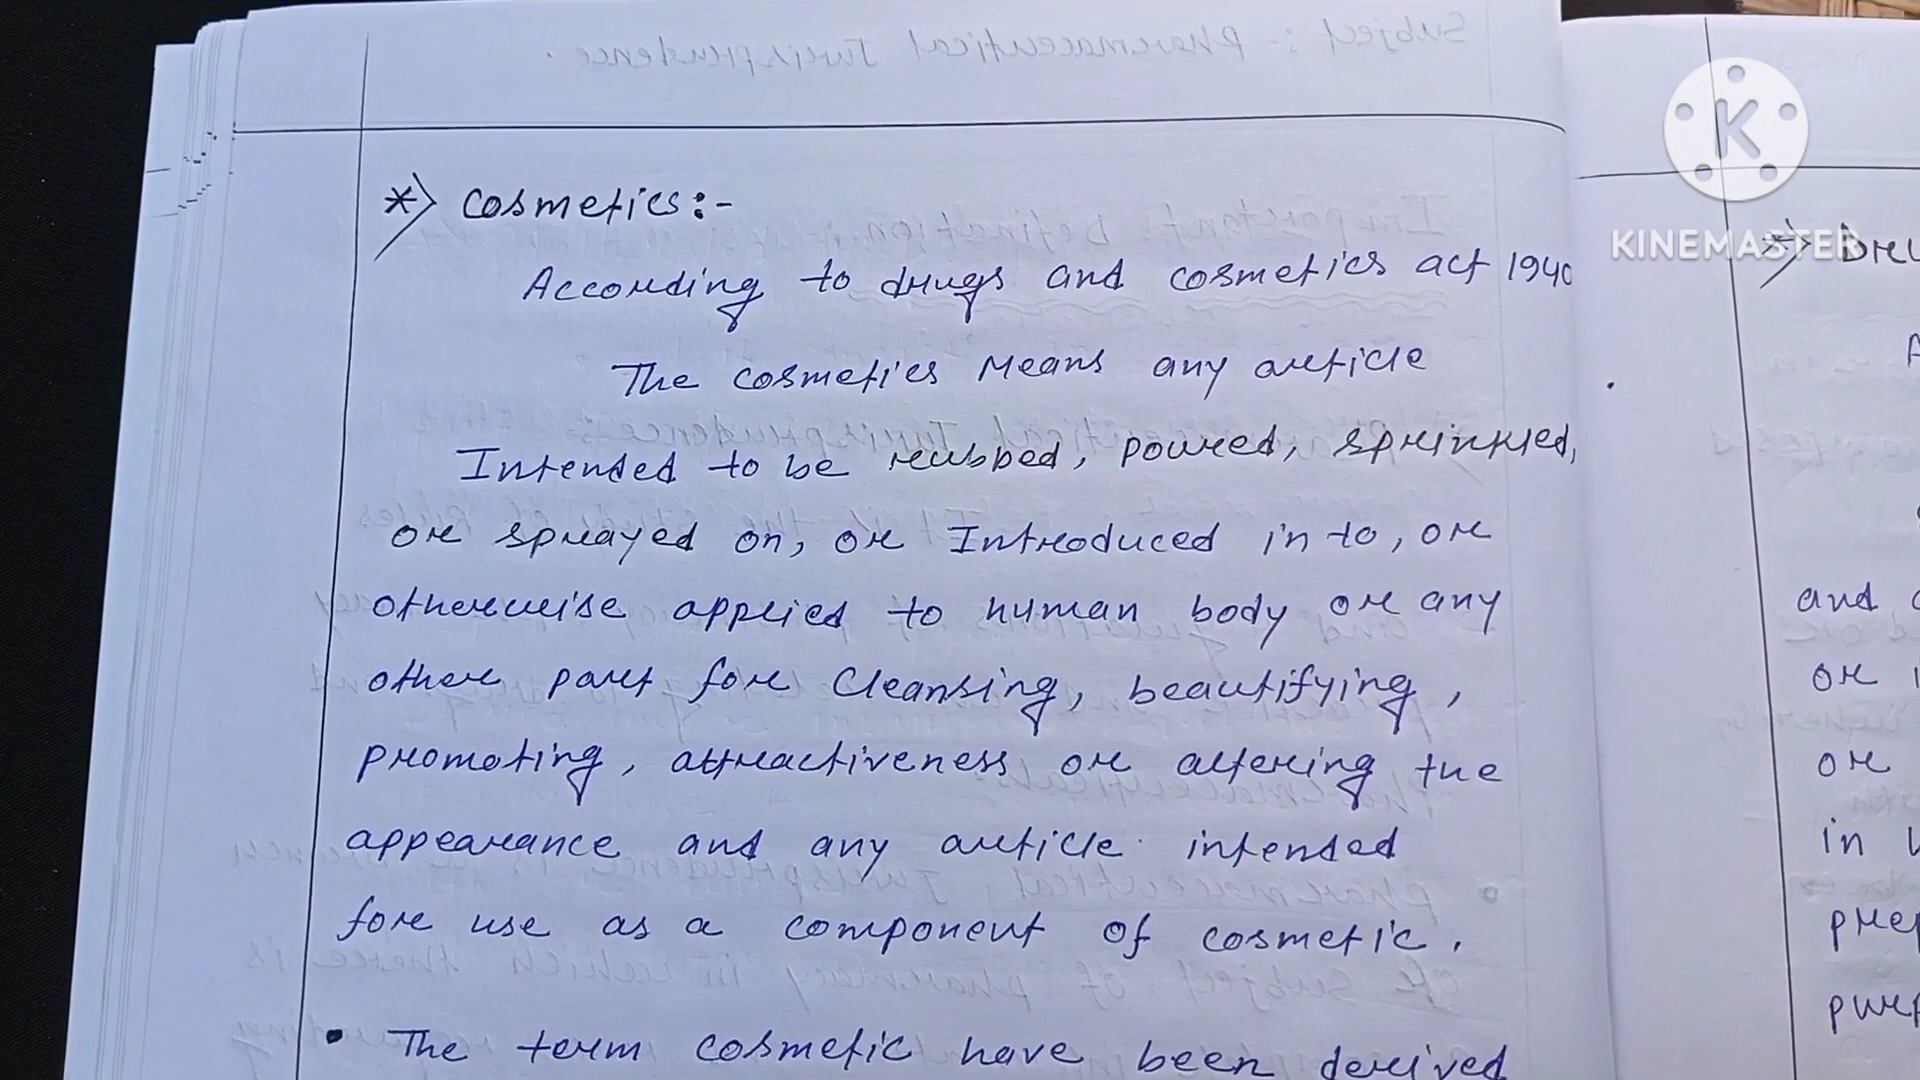 *) Cosmetics:-
According to drugs and cosmetics act 1940
The cosmetics Means any article
Intended to be rubbed, poured, sprinkled,
or sprayed on, or Introduced in to, or
otherwise applied to human body or any
other part for Cleansing, beautifying,
promoting, attractiveness or altering the
appearance and any article intended
for use as a component of cosmetic.
• The term cosmetic have been derived
KINEMASTER
and
or
or
in